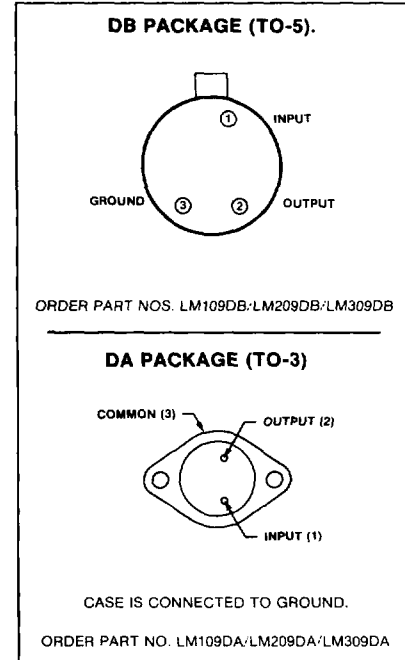 DB PACKAGE (TO-5).
① INPUT
GROUND ③ ② OUTPUT
ORDER PART NOS. LM109DB/LM209DB/LM309DB
DA PACKAGE (TO-3)
COMMON (3)
OUTPUT (2)
INPUT (1)
CASE IS CONNECTED TO GROUND.
ORDER PART NO. LM109DA/LM209DA/LM309DA